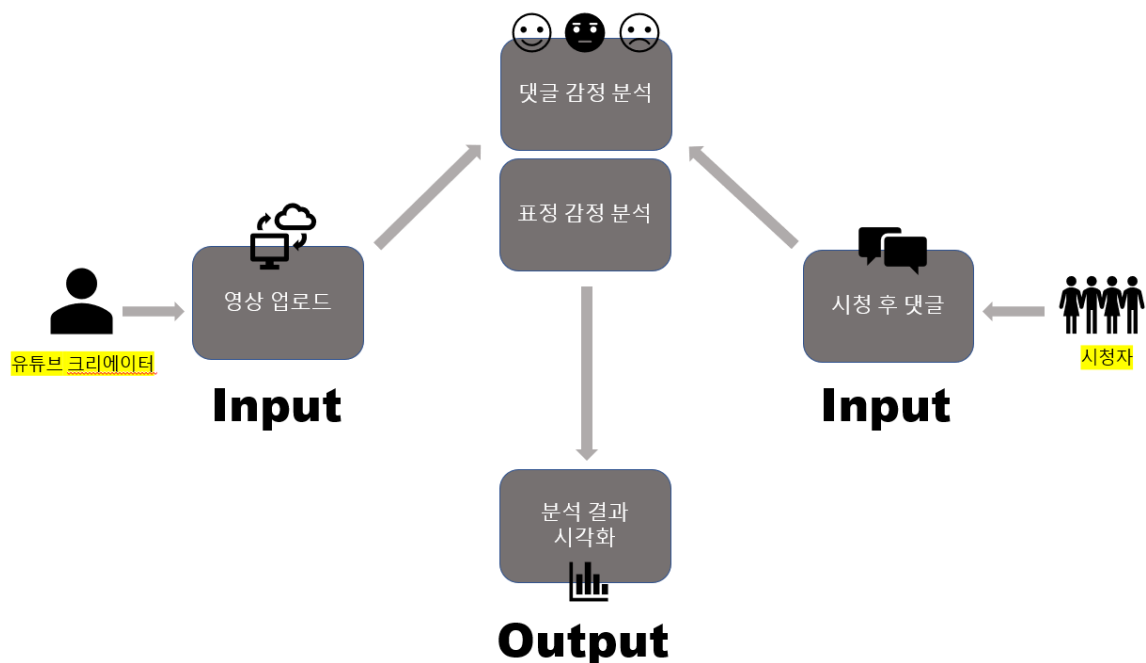 댓글 감정 분석
표정 감정 분석
영상 업로드
유튜브 크리에이터
Input
시청 후 댓글
시청자
Input
분석 결과
시각화
Output